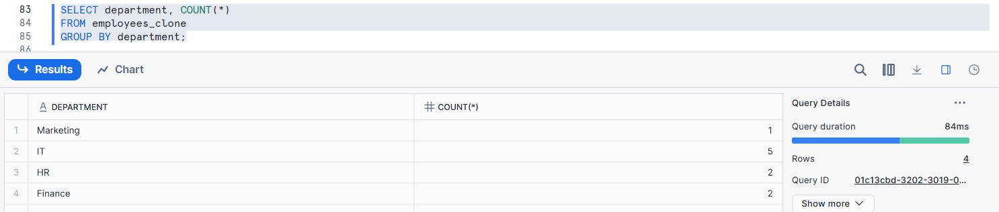 83 SELECT department, COUNT(*)
84 FROM employees_clone
85 GROUP BY department;
86
Results Chart
DEPARTMENT COUNT(*)
1 Marketing 1
2 IT 5
3 HR 2
4 Finance 2
Query Details ...
Query duration 84ms
Rows 4
Query ID 01c13cbd-3202-3019-0...
Show more